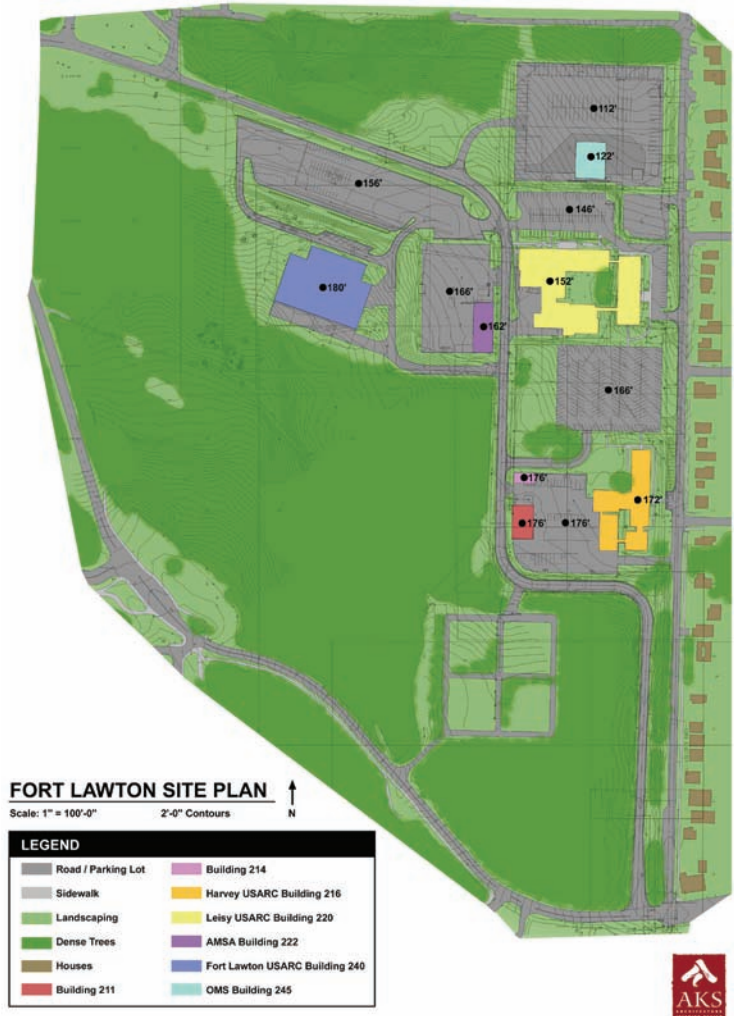 112'
122'
156'
146'
152'
180'
166'
162'
166'
176'
172'
176'
176'
FORT LAWTON SITE PLAN
N
Scale: 1" = 100'-0"
2'-0" Contours
LEGEND
Road / Parking Lot
Sidewalk
Landscaping
Dense Trees
Houses
Building 211
Building 214
Harvey USARC Building 216
Leisy USARC Building 220
AMSA Building 222
Fort Lawton USARC Building 240
OMS Building 245
AKS
ARCHITECTURE